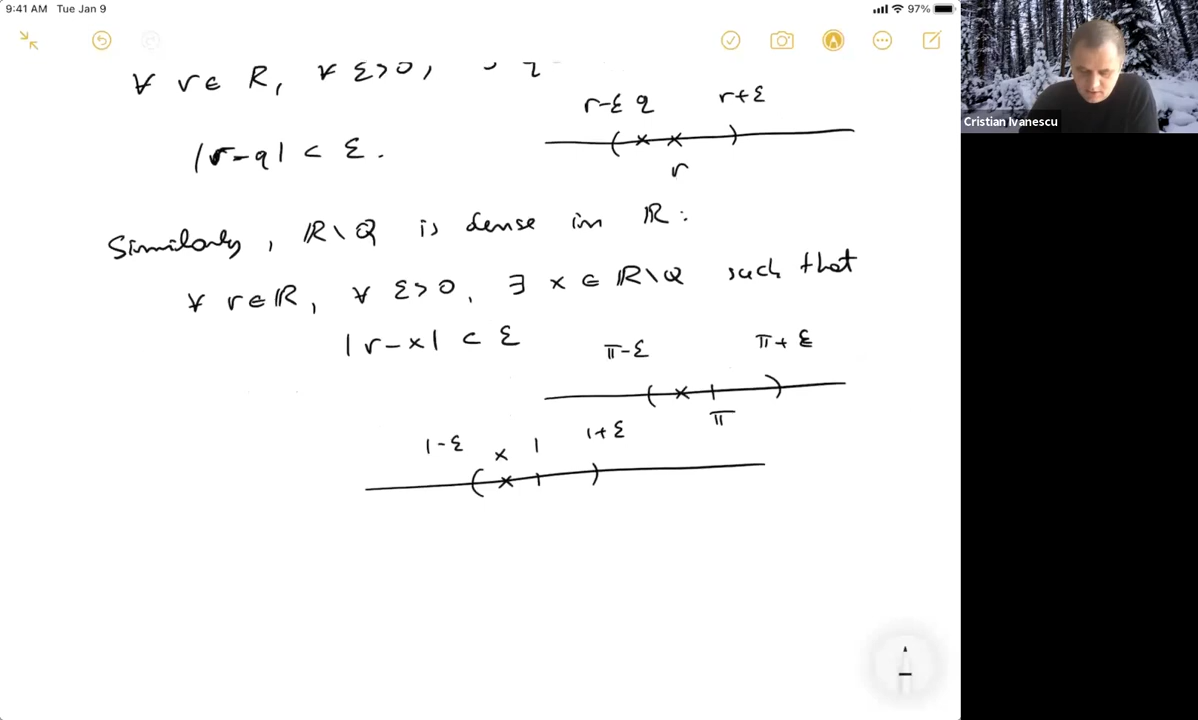 9:41 AM Tue Jan 9
97%
Cristian Ivanescu
∀ r ∈ R, ∀ ε > 0,
r-ε q r+ε
|r-q| < ε.
r
Similarly, ℝ\Q is dense in ℝ:
∀ r ∈ ℝ, ∀ ε > 0, ∃ x ∈ ℝ\Q such that
|r-x| < ε
π-ε π+ε
π
1-ε x 1 1+ε